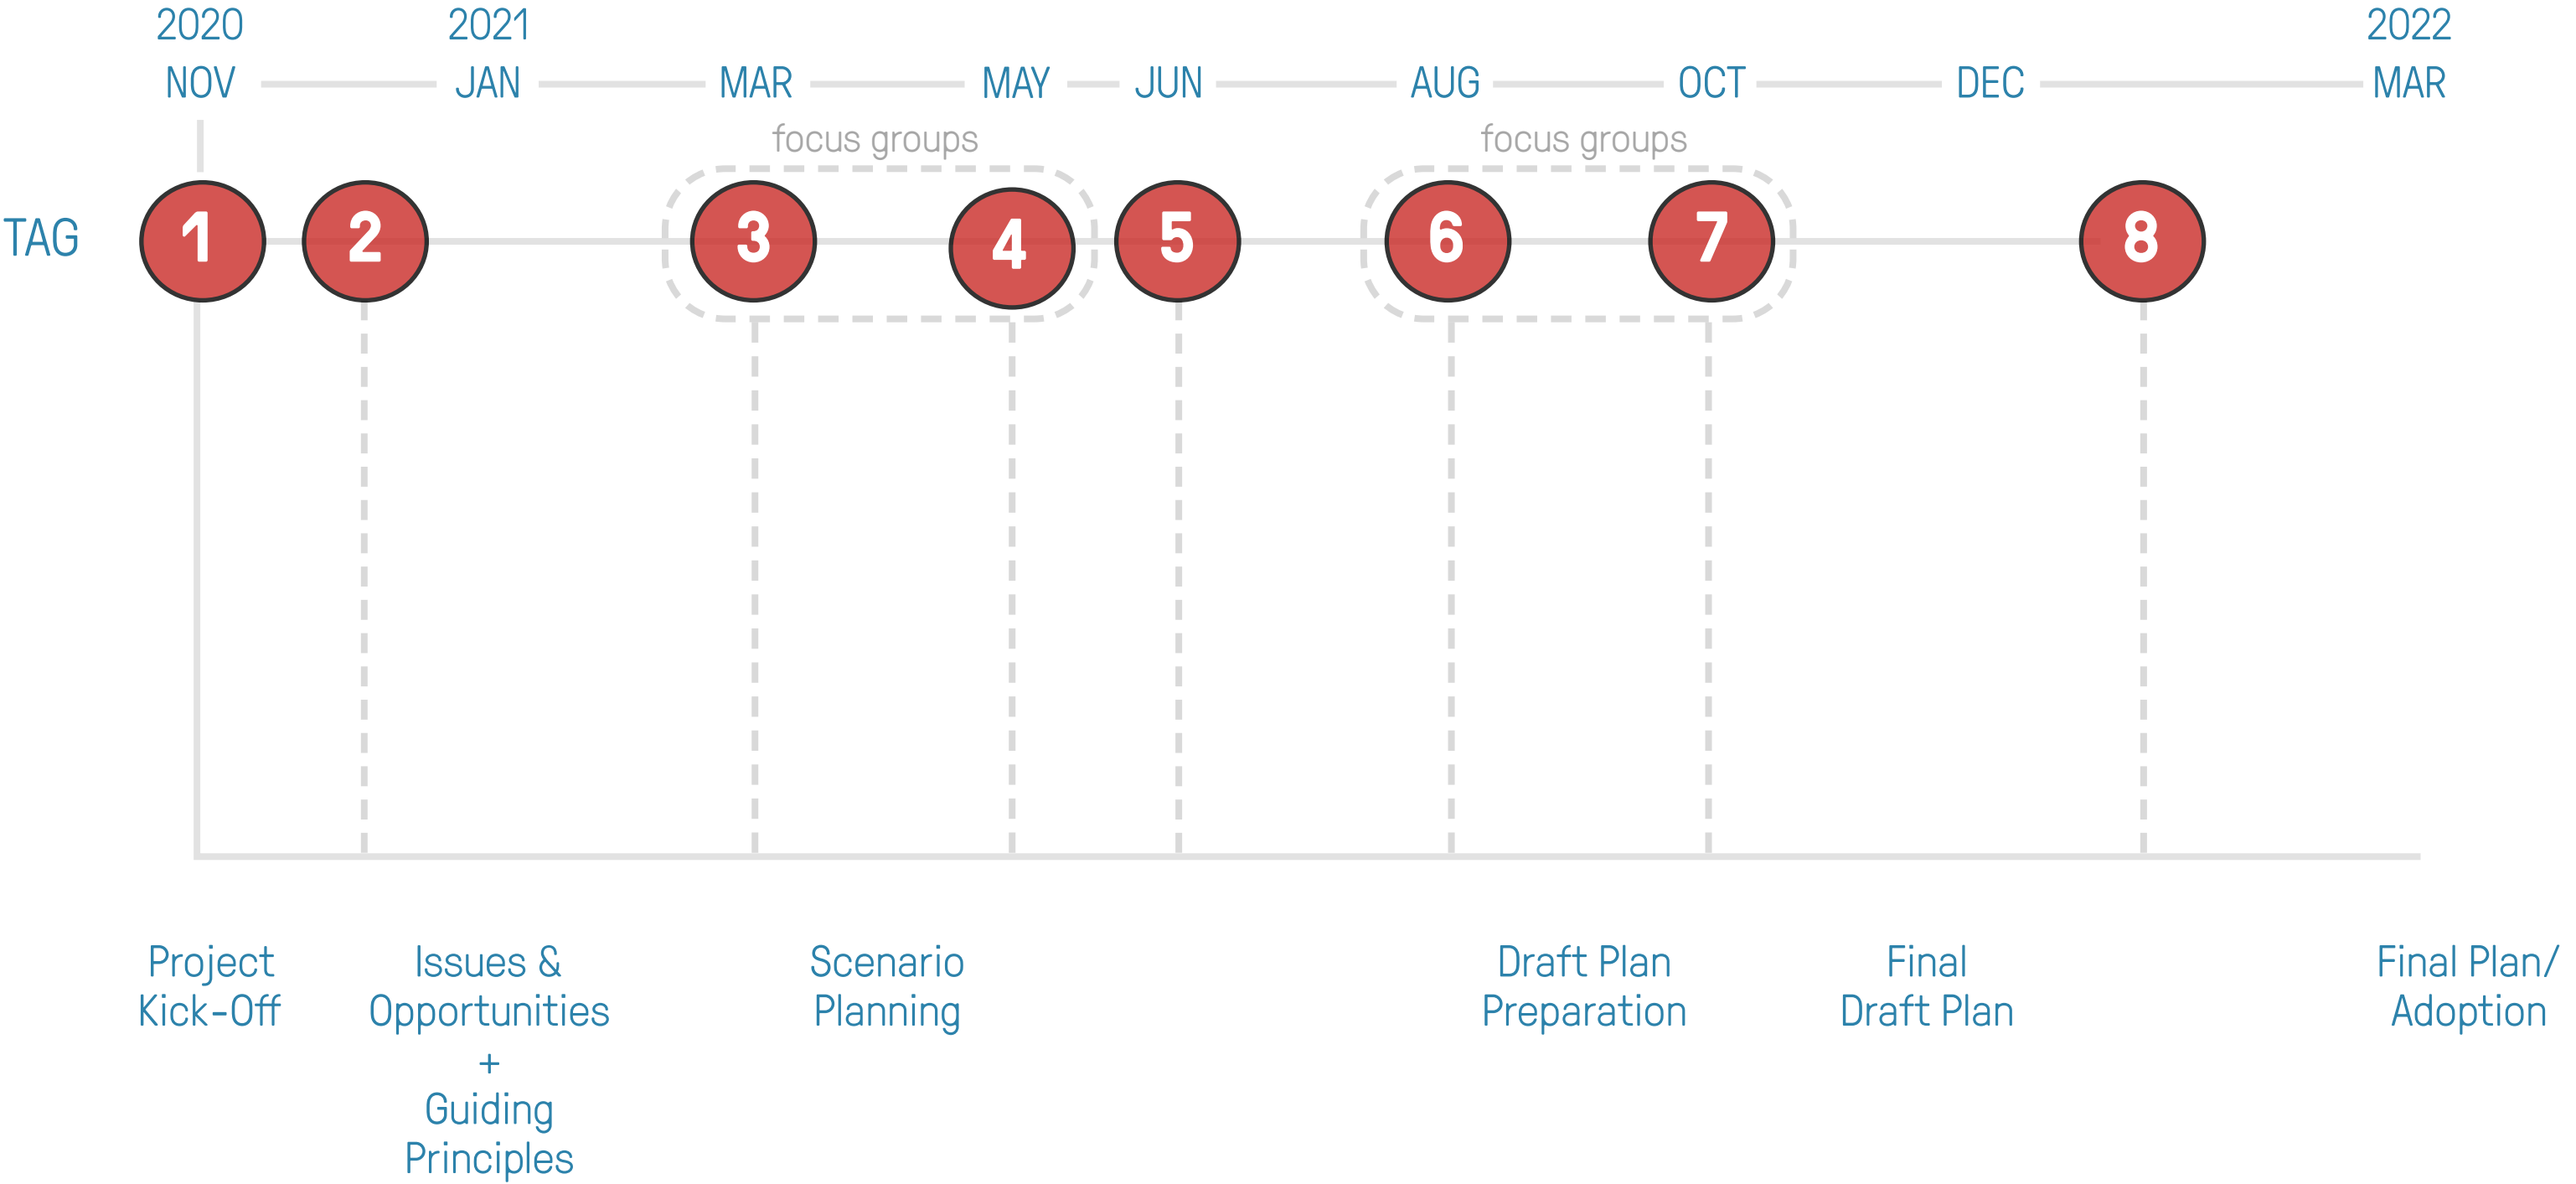 2020 2021 2022
NOV JAN MAR MAY JUN AUG OCT DEC MAR
focus groups focus groups
TAG 1 2 3 4 5 6 7 8
Project
Kick-Off
Issues &
Opportunities
+
Guiding
Principles
Scenario
Planning
Draft Plan
Preparation
Final
Draft Plan
Final Plan/
Adoption